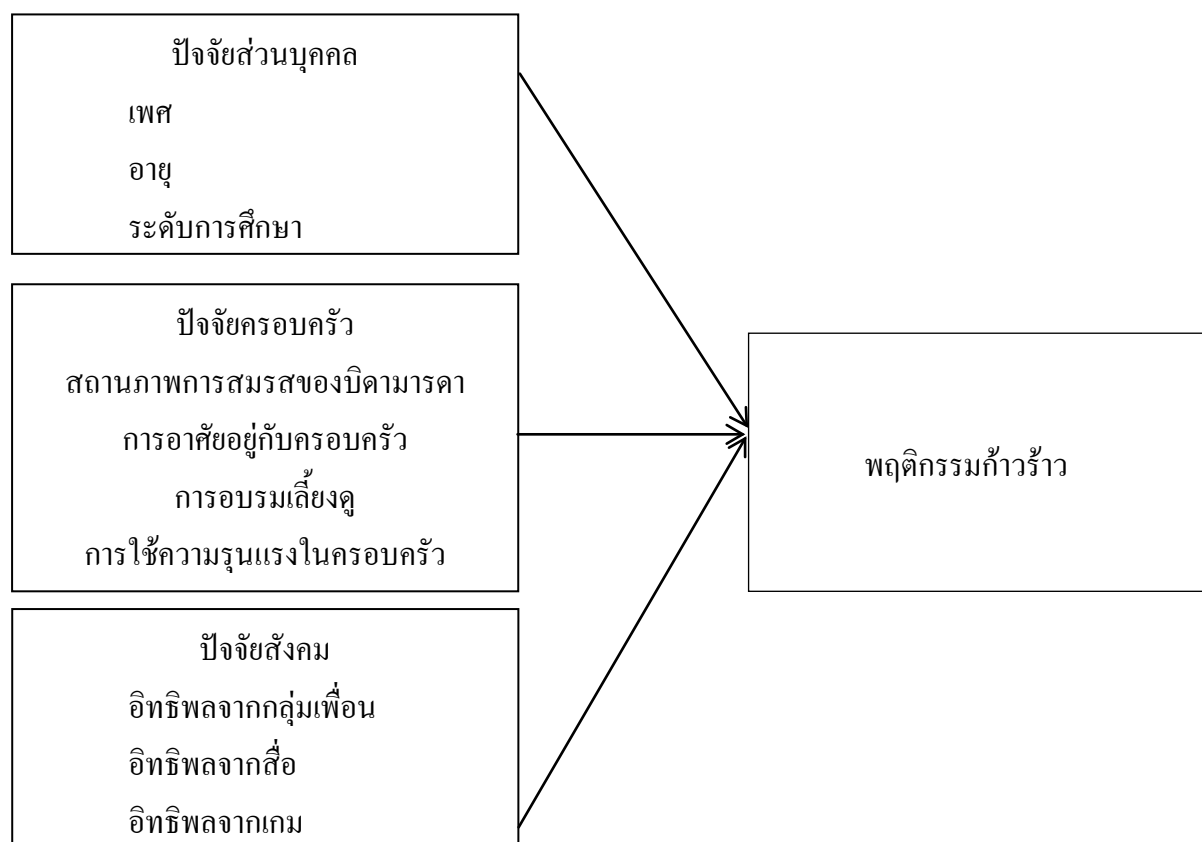 ปัจจัยส่วนบุคคล
เพศ
อายุ
ระดับการศึกษา
ปัจจัยครอบครัว
สถานภาพการสมรสของบิดามารดา
การอาศัยอยู่กับครอบครัว
การอบรมเลี้ยงดู
การใช้ความรุนแรงในครอบครัว
พฤติกรรมก้าวร้าว
ปัจจัยสังคม
อิทธิพลจากกลุ่มเพื่อน
อิทธิพลจากสื่อ
อิทธิพลจากเกม